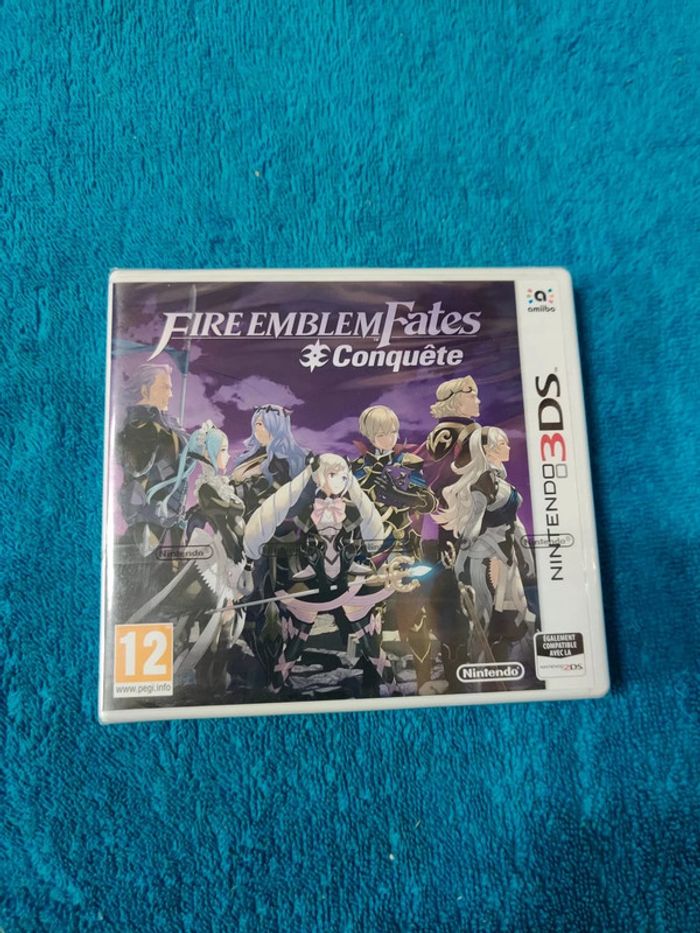 FIRE EMBLEM Fates
Conquête
amiibo
NINTENDO 3DS
Nintendo
Nintendo®
12
www.pegi.info
Nintendo
ÉGALEMENT
COMPATIBLE
AVEC LA
NINTENDO 2DS